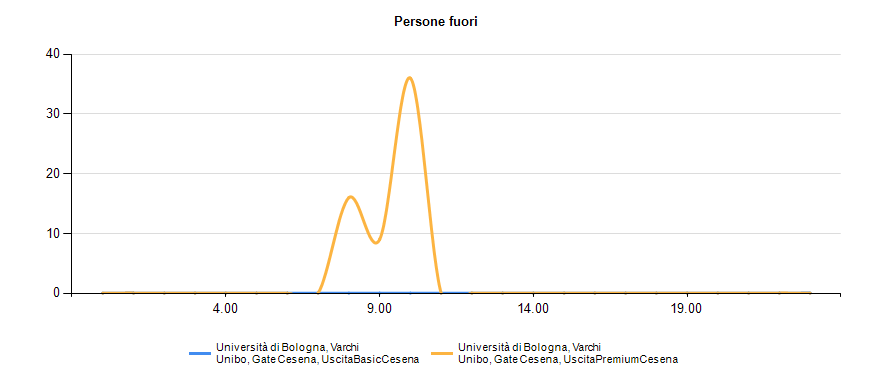 Persone fuori
40
30
20
10
0
4.00
9.00
14.00
19.00
Università di Bologna, Varchi
Unibo, Gate Cesena, UscitaBasicCesena
Università di Bologna, Varchi
Unibo, Gate Cesena, UscitaPremiumCesena